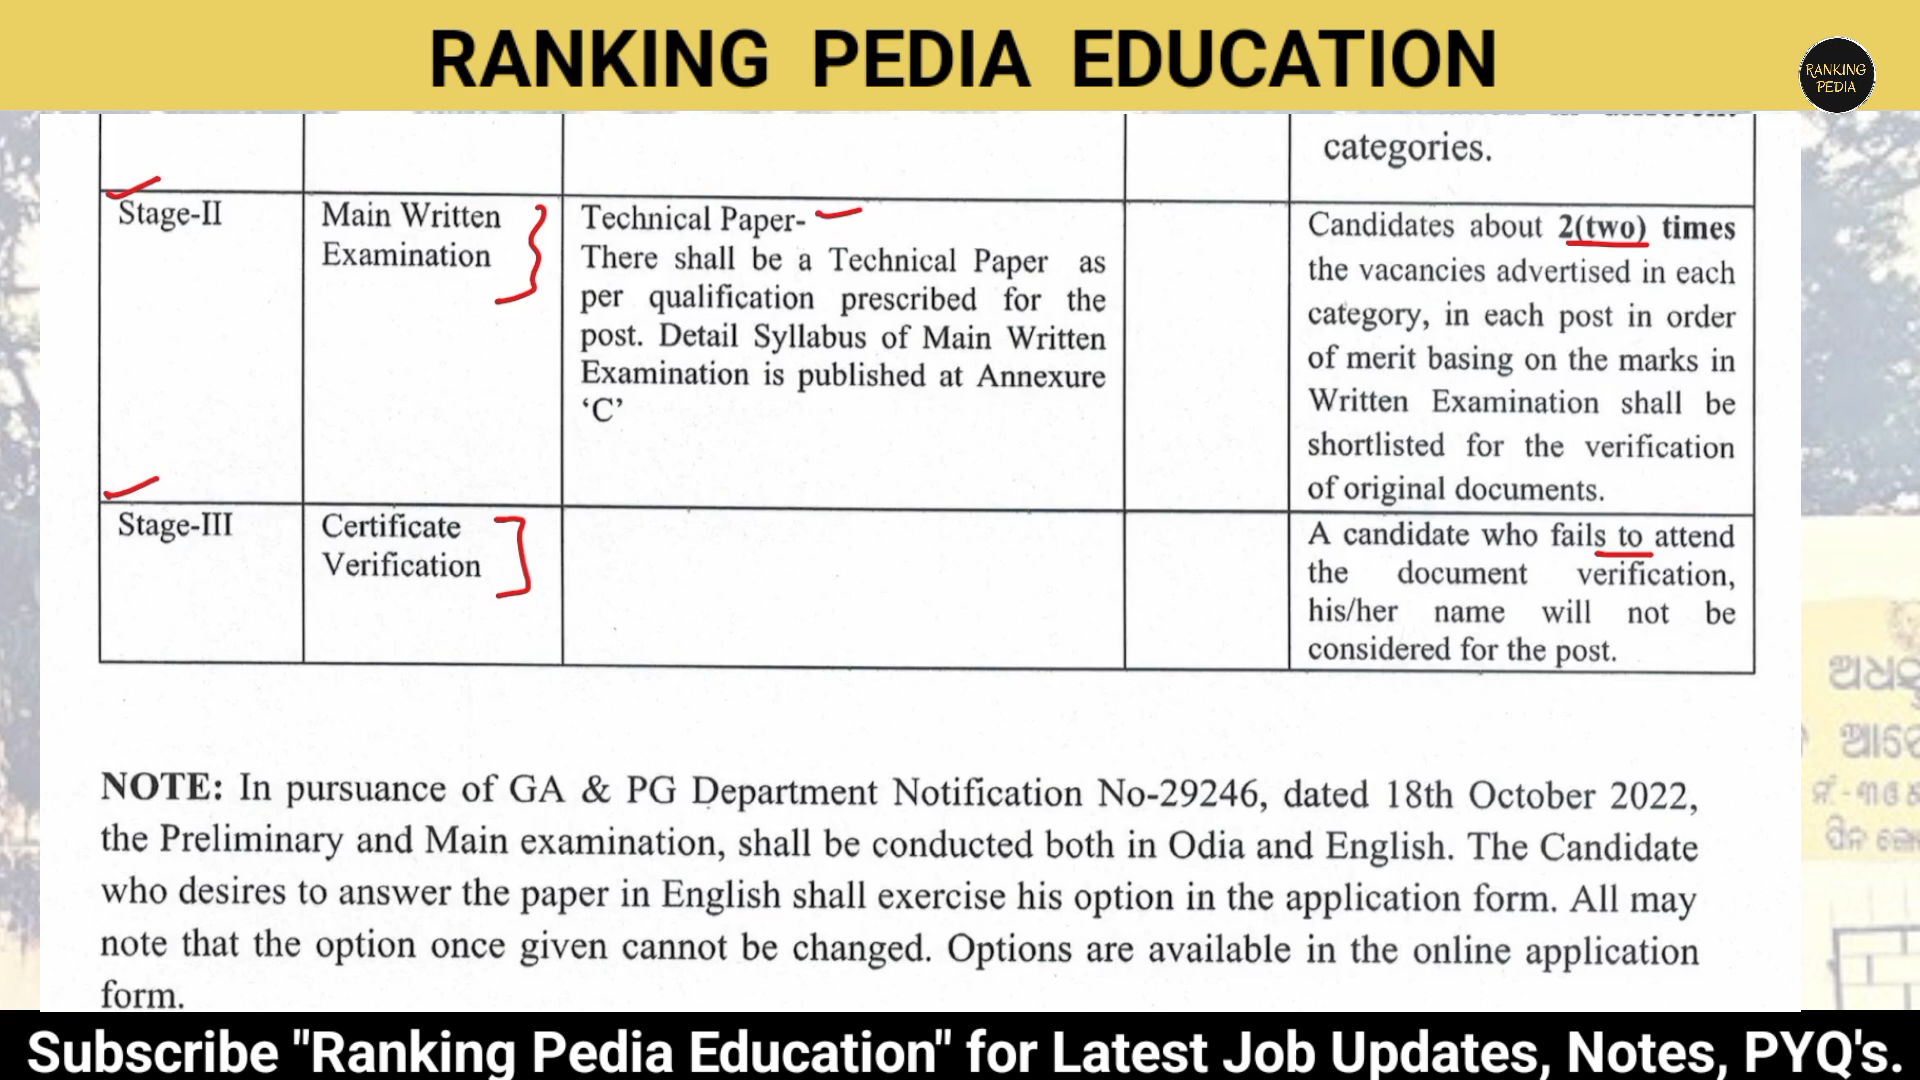 RANKING PEDIA EDUCATION
RANKING
PEDIA
categories.
Stage-II
Main Written
Examination
Technical Paper-
There shall be a Technical Paper as
per qualification prescribed for the
post. Detail Syllabus of Main Written
Examination is published at Annexure
‘C’
Candidates about 2(two) times
the vacancies advertised in each
category, in each post in order
of merit basing on the marks in
Written Examination shall be
shortlisted for the verification
of original documents.
Stage-III
Certificate
Verification
A candidate who fails to attend
the document verification,
his/her name will not be
considered for the post.
NOTE: In pursuance of GA & PG Department Notification No-29246, dated 18th October 2022,
the Preliminary and Main examination, shall be conducted both in Odia and English. The Candidate
who desires to answer the paper in English shall exercise his option in the application form. All may
note that the option once given cannot be changed. Options are available in the online application
form.
Subscribe "Ranking Pedia Education" for Latest Job Updates, Notes, PYQ's.